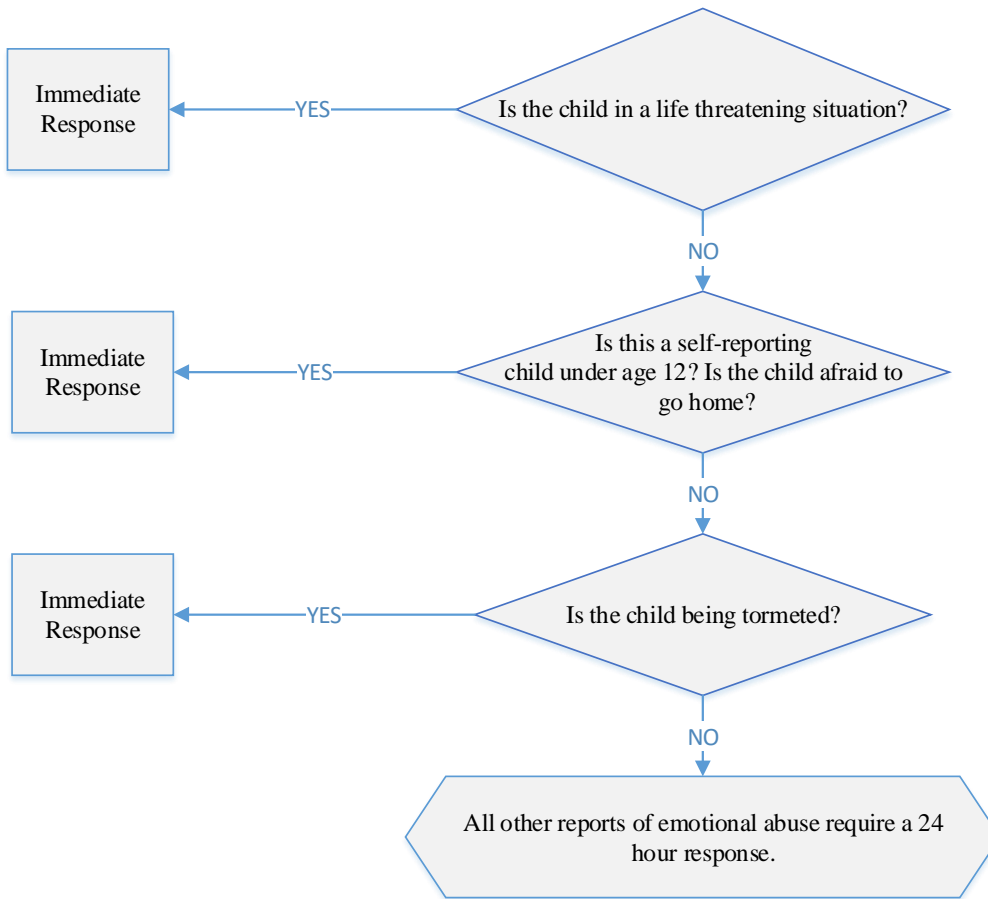 Immediate
Response
YES
Is the child in a life threatening situation?
NO
Immediate
Response
YES
Is this a self-reporting
child under age 12? Is the child afraid to
go home?
NO
Immediate
Response
YES
Is the child being tormeted?
NO
All other reports of emotional abuse require a 24
hour response.